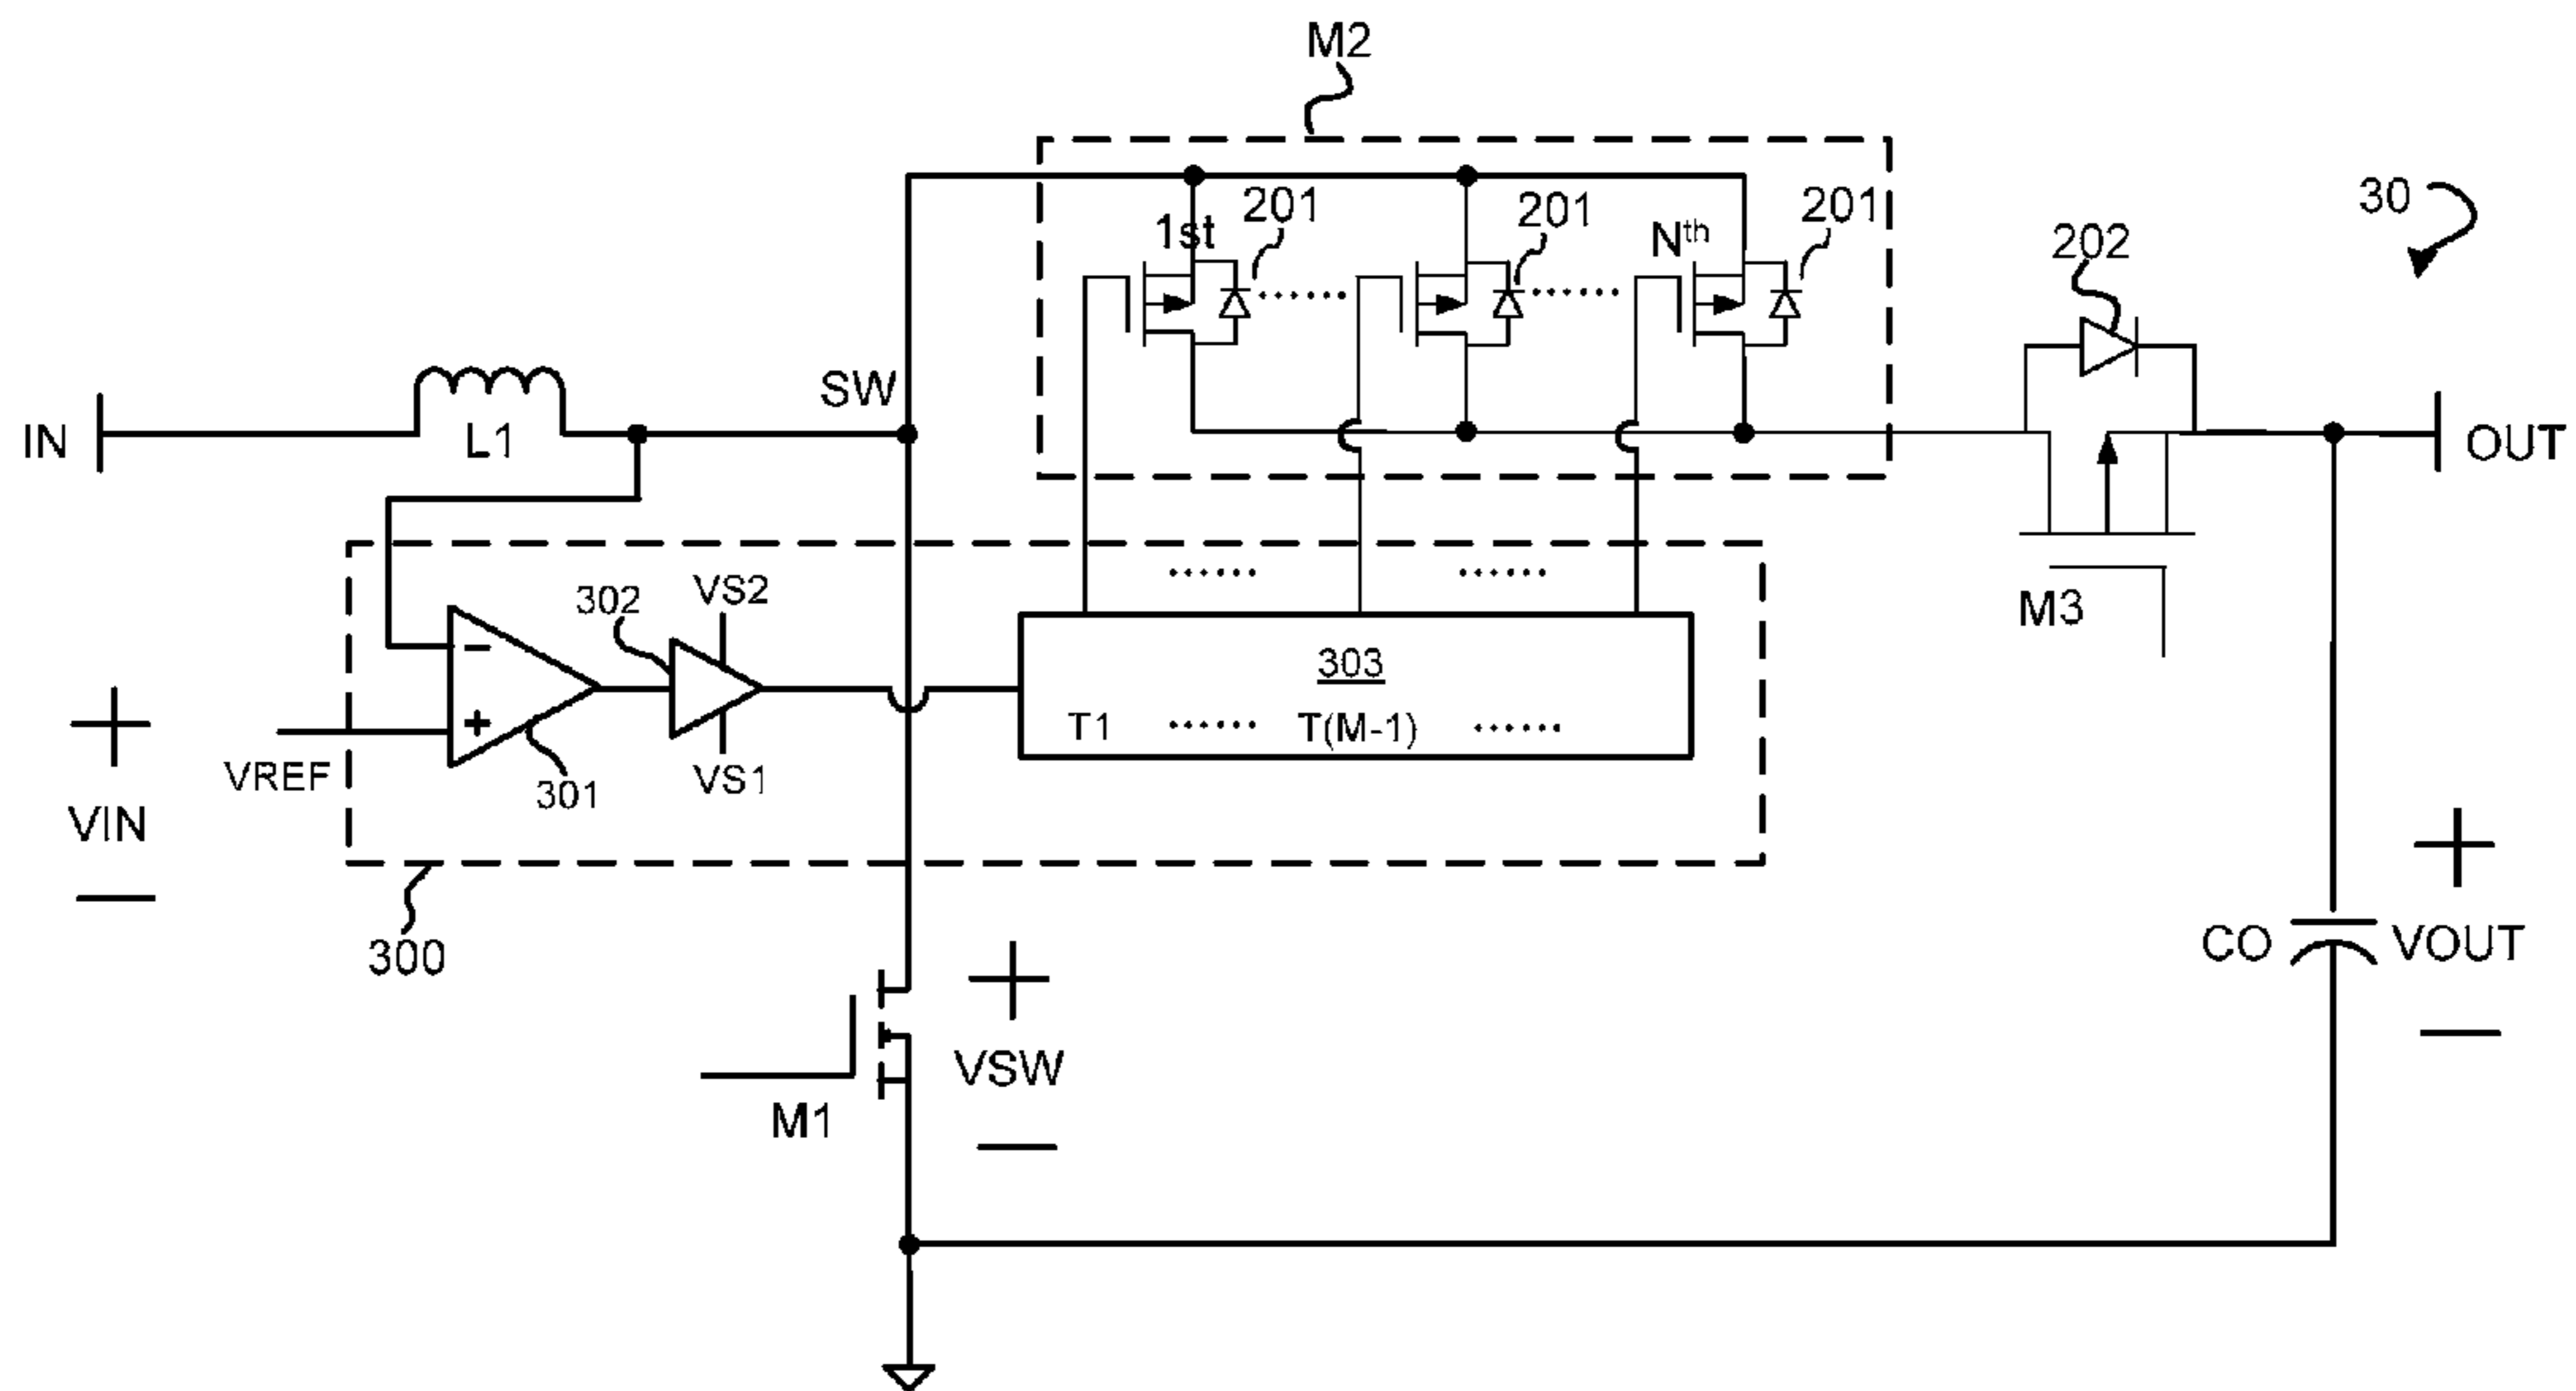 M2
30
1st
201
201
Nth
201
202
SW
IN
L1
OUT
302
VS2
M3
−
303
+
T1 ...... T(M-1) ......
VREF
301
VS1
+
VIN
−
+
CO
VOUT
−
300
+
VSW
−
M1